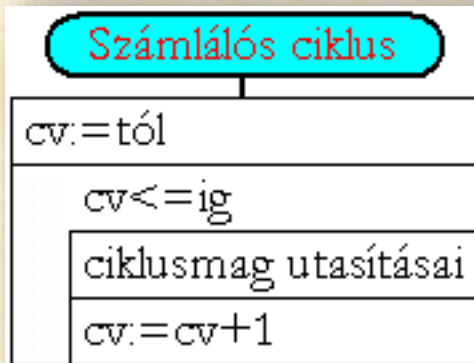 Számlálós ciklus
cv:=tól
cv<=ig
ciklusmag utasításai
cv:=cv+1